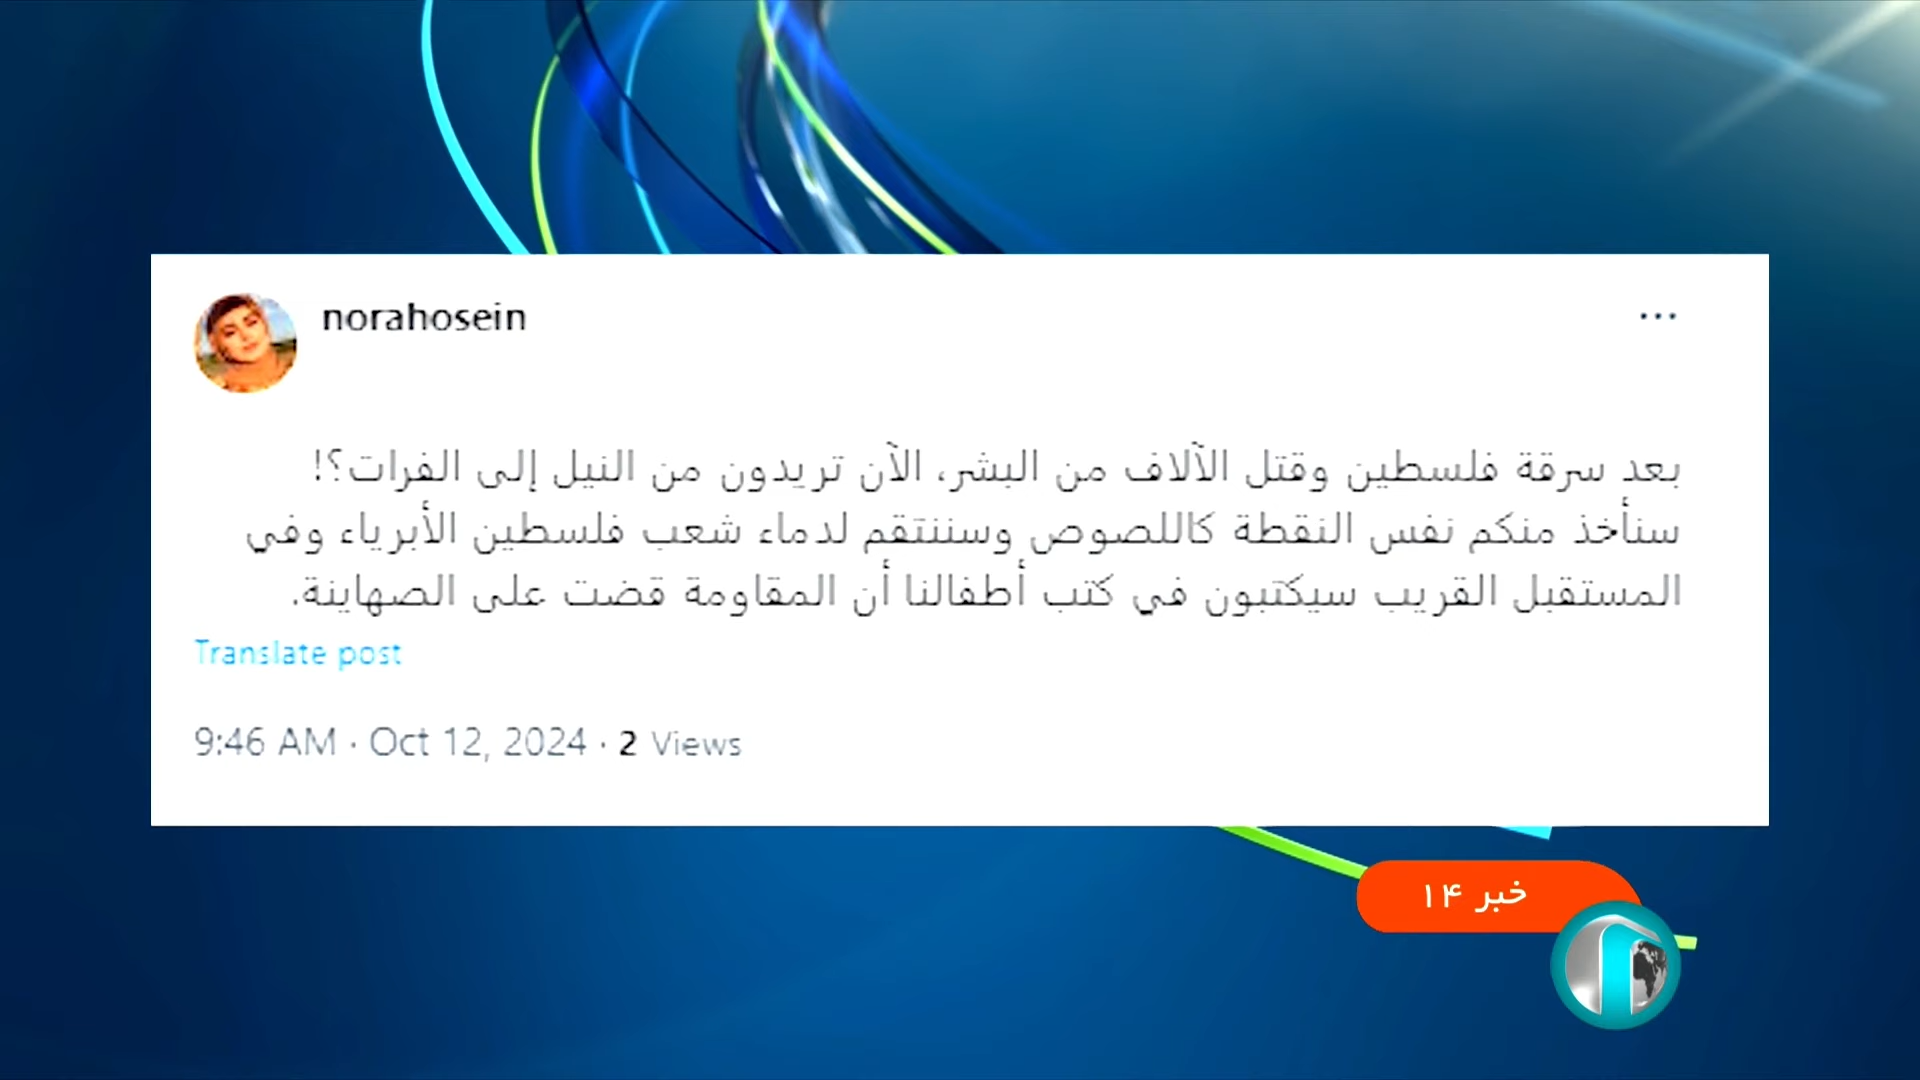 norahosein
...
بعد سرقة فلسطين وقتل الآلاف من البشر، الآن تريدون من النيل إلى الفرات؟!
سنأخذ منكم نفس النقطة كاللصوص وسننتقم لدماء شعب فلسطين الأبرياء وفي
المستقبل القريب سيكتبون في كتب أطفالنا أن المقاومة قضت على الصهاينة.
Translate post
9:46 AM · Oct 12, 2024 · 2 Views
خبر ۱۴